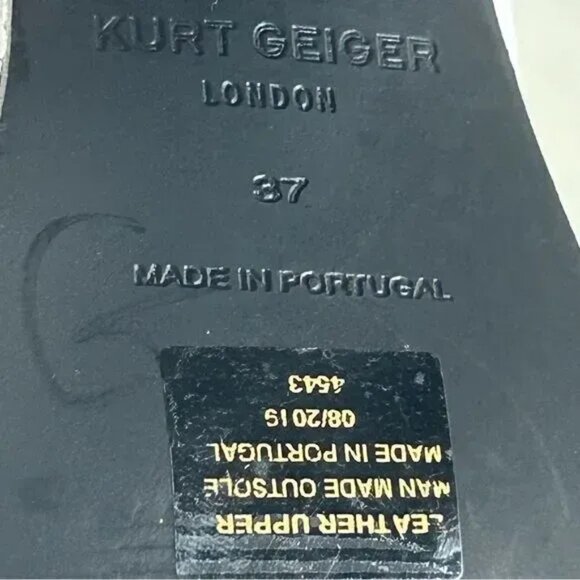 KURT GEIGER
LONDON
37
MADE IN PORTUGAL
LEATHER UPPER
MAN MADE OUTSOLE
MADE IN PORTUGAL
08/2019
4543